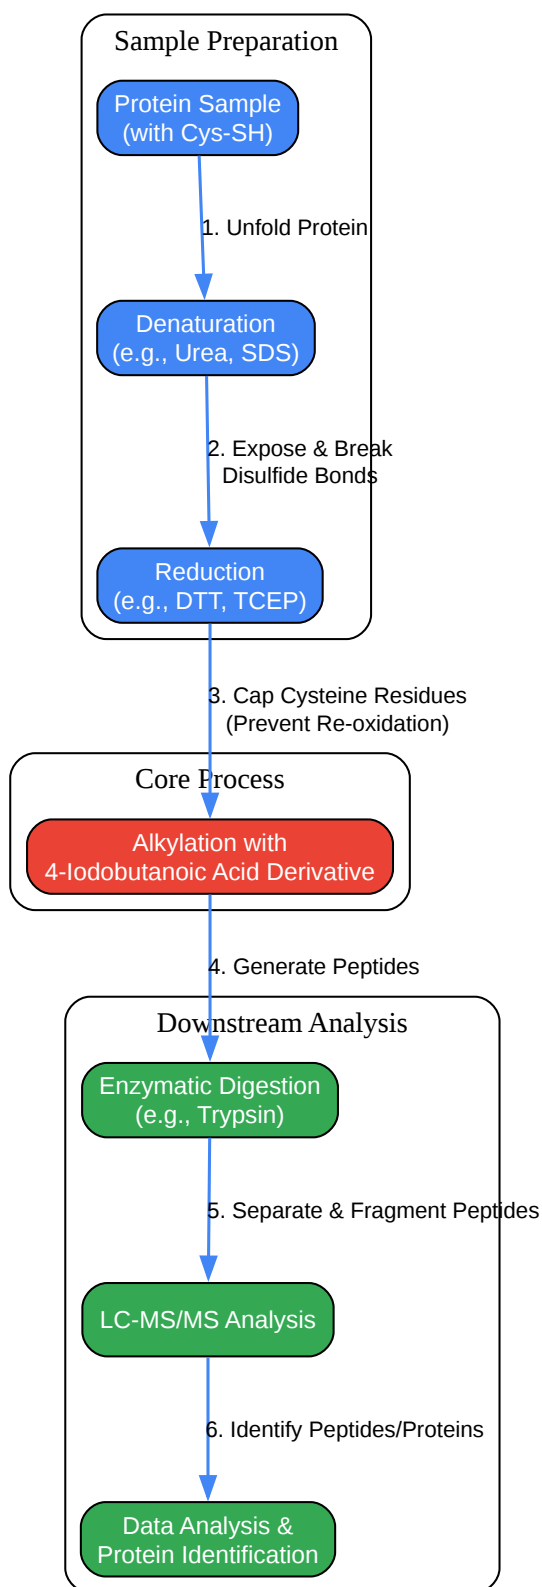 Sample Preparation
Protein Sample
(with Cys-SH)
1. Unfold Protein
Denaturation
(e.g., Urea, SDS)
2. Expose & Break
Disulfide Bonds
Reduction
(e.g., DTT, TCEP)
3. Cap Cysteine Residues
(Prevent Re-oxidation)
Core Process
Alkylation with
4-Iodobutanoic Acid Derivative
4. Generate Peptides
Downstream Analysis
Enzymatic Digestion
(e.g., Trypsin)
5. Separate & Fragment Peptides
LC-MS/MS Analysis
6. Identify Peptides/Proteins
Data Analysis &
Protein Identification